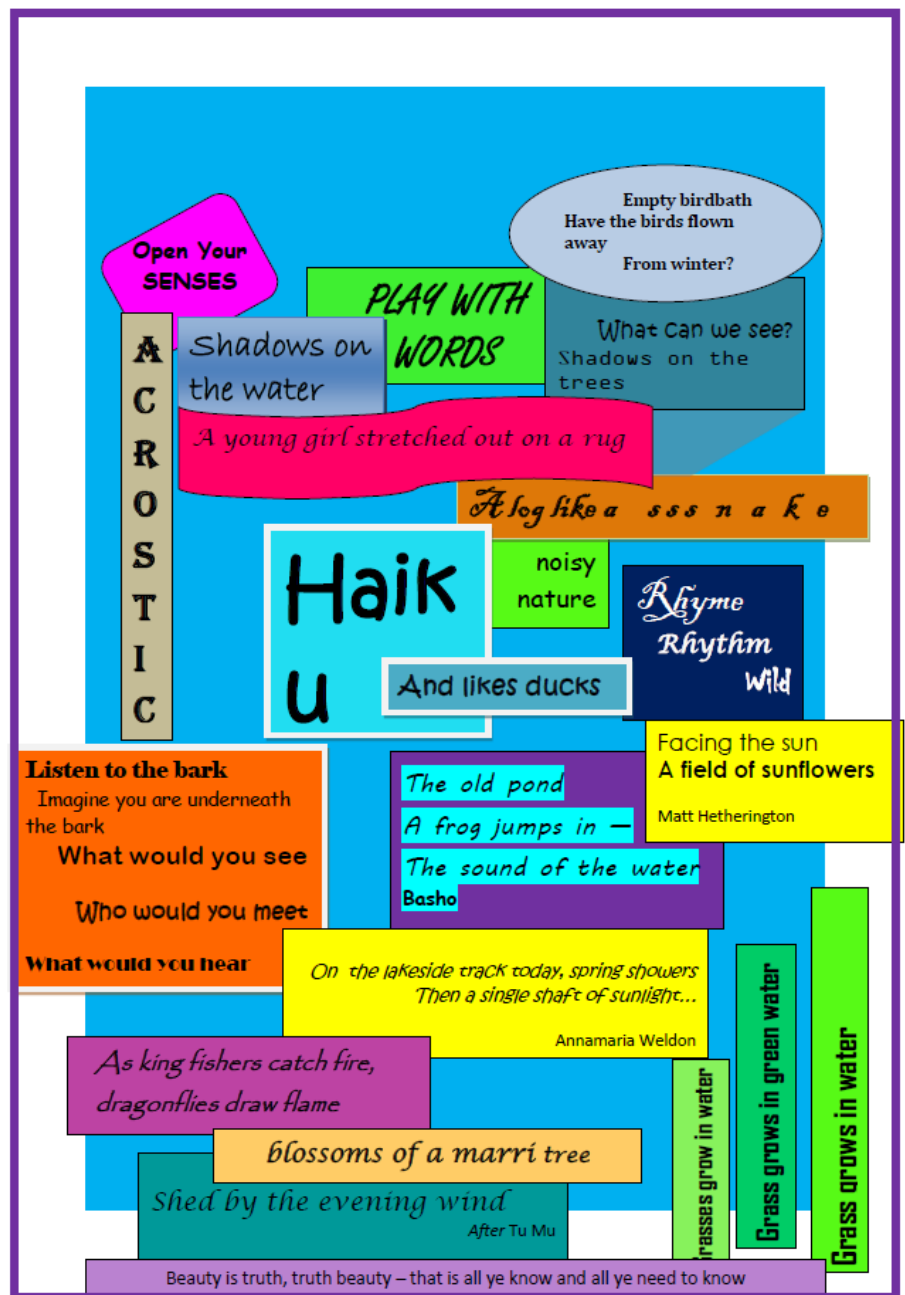 Empty birdbath
Have the birds flown
away
From winter?
Open Your
SENSES
PLAY WITH
WORDS
What can we see?
Shadows on the
trees
ACROSTIC
Shadows on
the water
A young girl stretched out on a rug
A log like a sss n a k e
Haik
u
noisy
nature
Rhyme
Rhythm
Wild
And likes ducks
Facing the sun
A field of sunflowers
Matt Hetherington
Listen to the bark
Imagine you are underneath
the bark
What would you see
Who would you meet
What would you hear
The old pond
A frog jumps in —
The sound of the water
Basho
On the lakeside track today, spring showers
Then a single shaft of sunlight...
Annamaria Weldon
As king fishers catch fire,
dragonflies draw flame
blossoms of a marri tree
Shed by the evening wind
After Tu Mu
rasses grow in water
Grass grows in green water
Grass grows in water
Beauty is truth, truth beauty – that is all ye know and all ye need to know